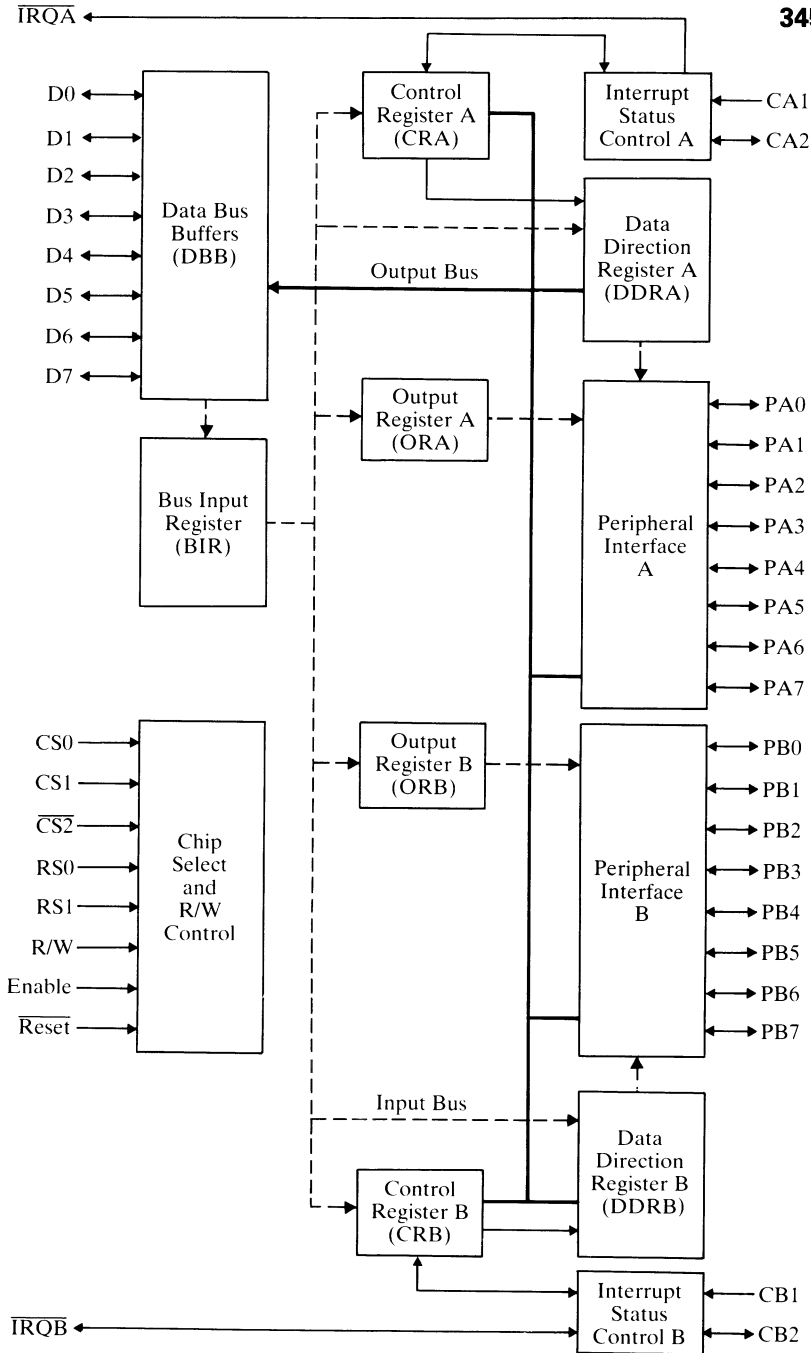 IRQA
345
Control
Register A
(CRA)
Interrupt
Status
Control A
CA1
CA2
D0
D1
D2
D3
D4
D5
D6
D7
Data Bus
Buffers
(DBB)
Output Bus
Data
Direction
Register A
(DDRA)
Output
Register A
(ORA)
Bus Input
Register
(BIR)
Peripheral
Interface
A
PA0
PA1
PA2
PA3
PA4
PA5
PA6
PA7
CS0
CS1
CS2
RS0
RS1
R/W
Enable
Reset
Chip
Select
and
R/W
Control
Output
Register B
(ORB)
Peripheral
Interface
B
PB0
PB1
PB2
PB3
PB4
PB5
PB6
PB7
Input Bus
Data
Direction
Register B
(DDRB)
Control
Register B
(CRB)
Interrupt
Status
Control B
CB1
CB2
IRQB